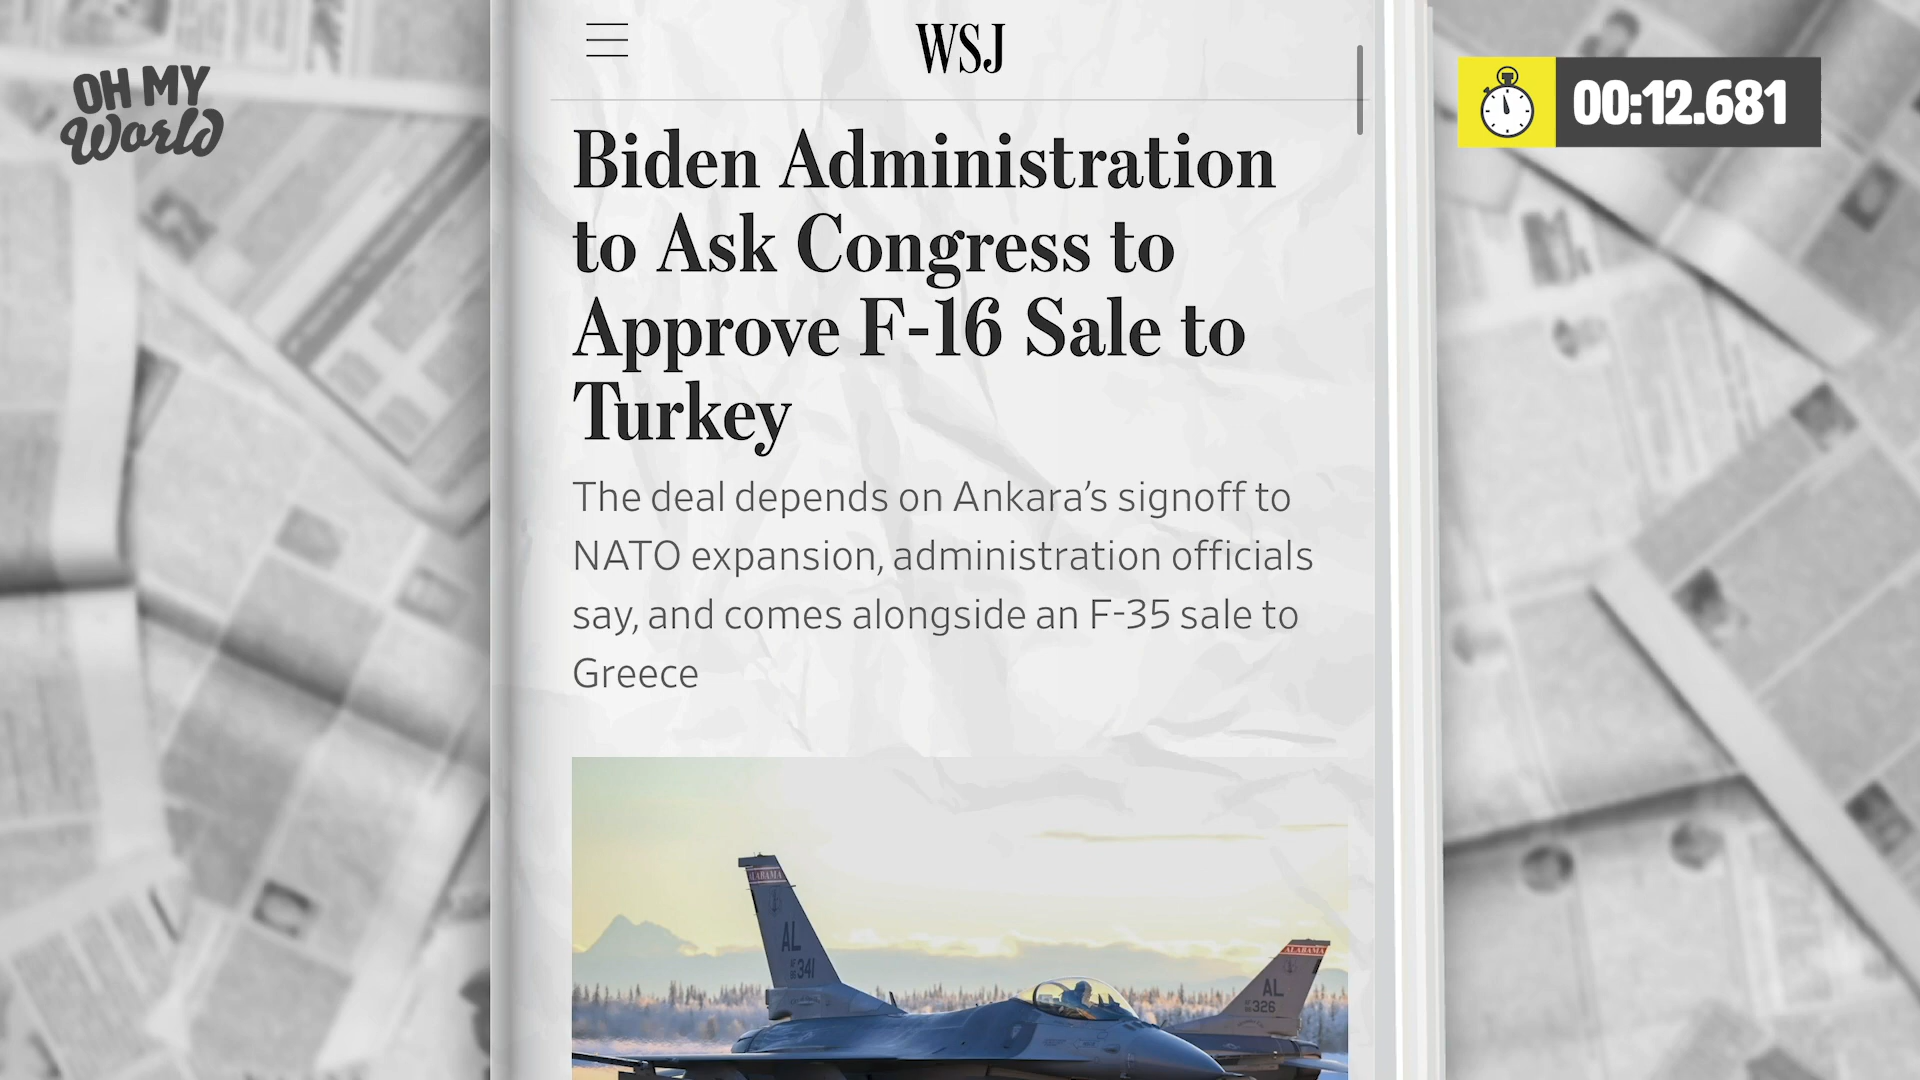 OH MY
World
WSJ
00:12.681
Biden Administration
to Ask Congress to
Approve F-16 Sale to
Turkey
The deal depends on Ankara’s signoff to
NATO expansion, administration officials
say, and comes alongside an F-35 sale to
Greece
ALABAMA
AL
341
ALABAMA
AL
326